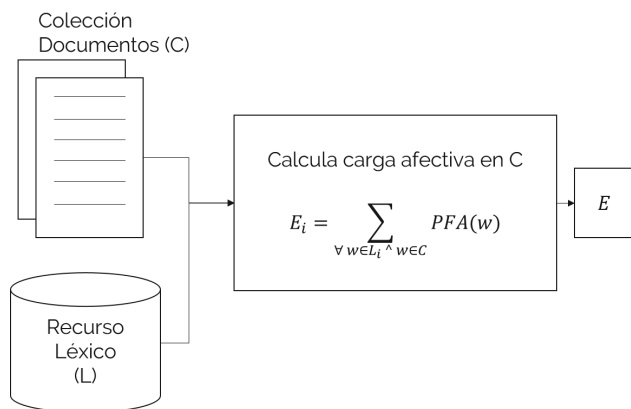 Colección
Documentos (C)
Calcula carga afectiva en C
E_i = ∑ PFA(w)
∀ w∈L_i ^ w∈C
E
Recurso
Léxico
(L)